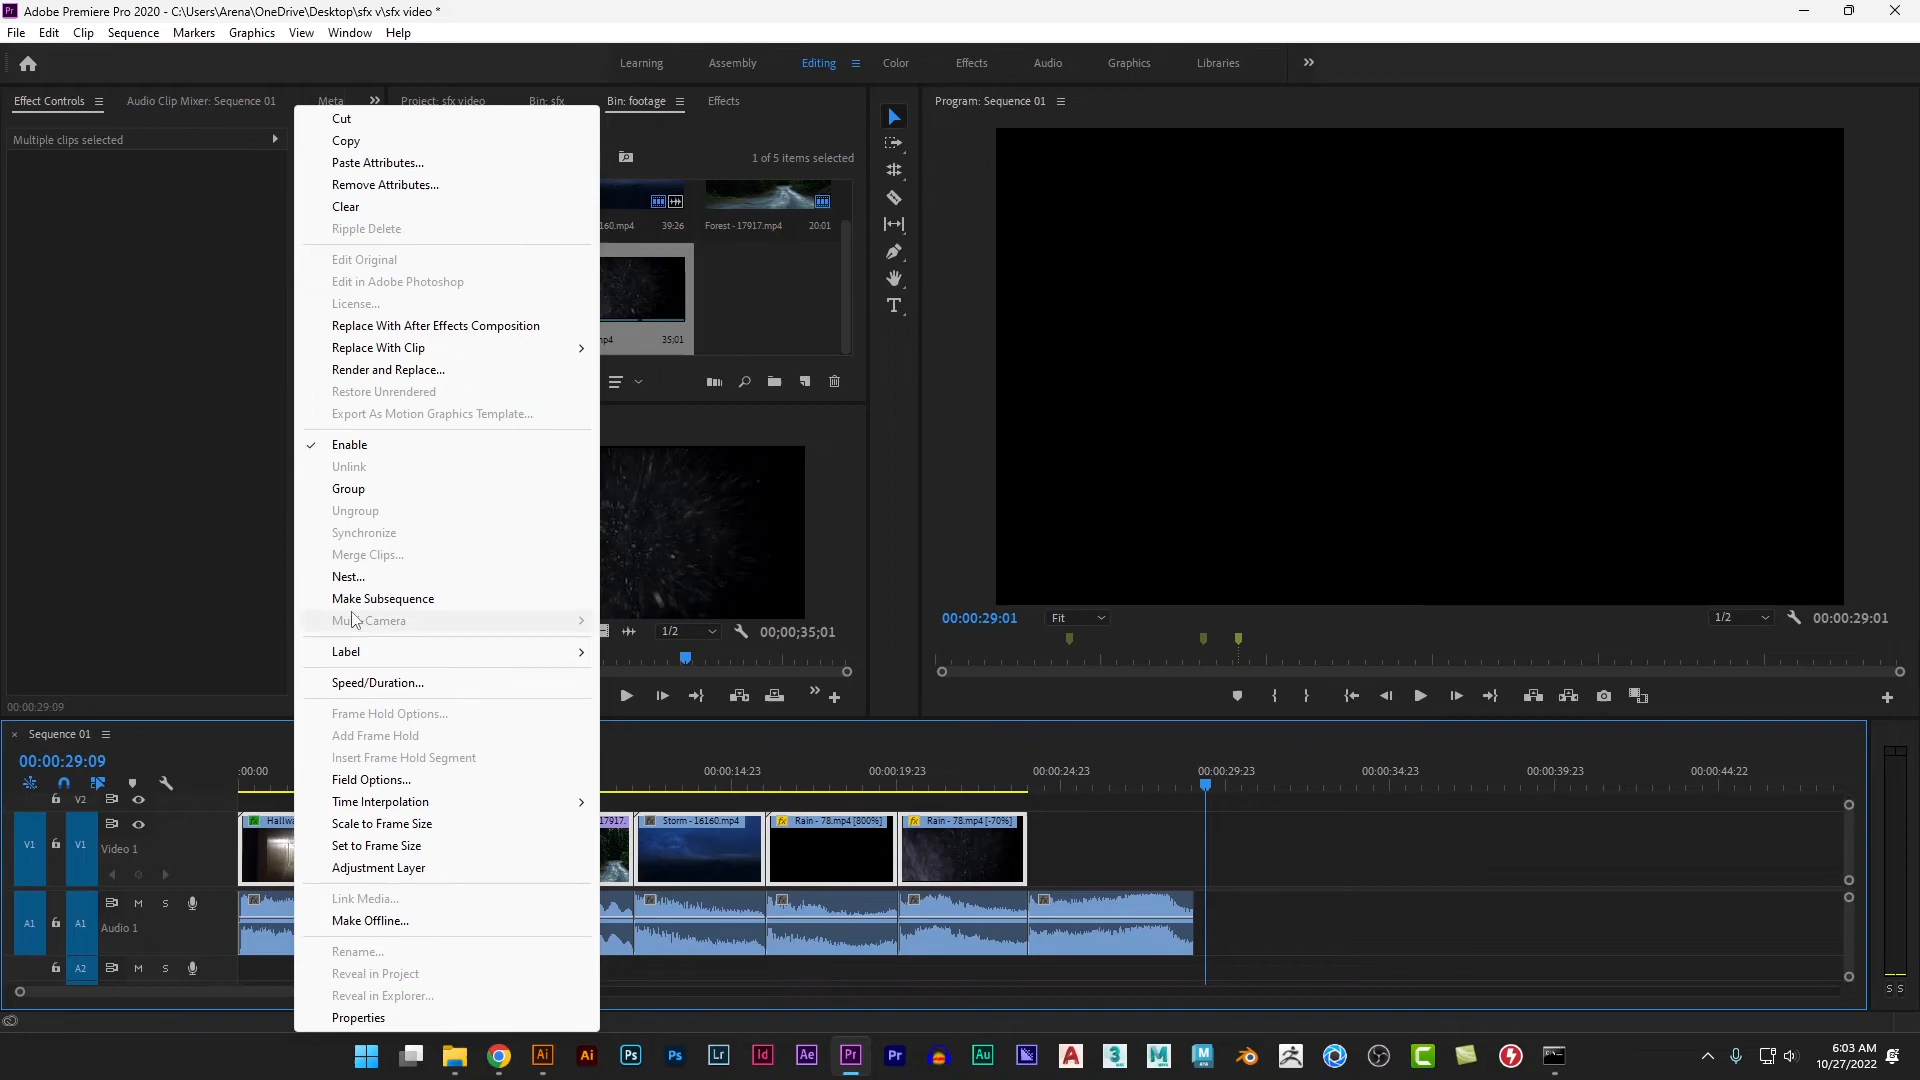 Adobe Premiere Pro 2020 - C:\Users\Arena\OneDrive\Desktop\sfx v\sfx video *
File Edit Clip Sequence Markers Graphics View Window Help
Learning Assembly Editing Color Effects Audio Graphics Libraries
Effect Controls Audio Clip Mixer: Sequence 01 Meta Project: sfx video Bin: sfx Bin: footage Effects Program: Sequence 01
Multiple clips selected
1 of 5 items selected
160.mp4 39:26 Forest - 17917.mp4 20:01
mp4 35;01
Cut
Copy
Paste Attributes...
Remove Attributes...
Clear
Ripple Delete
Edit Original
Edit in Adobe Photoshop
License...
Replace With After Effects Composition
Replace With Clip
Render and Replace...
Restore Unrendered
Export As Motion Graphics Template...
Enable
Unlink
Group
Ungroup
Synchronize
Merge Clips...
Nest...
Make Subsequence
Label
Speed/Duration...
Frame Hold Options...
Add Frame Hold
Insert Frame Hold Segment
Field Options...
Time Interpolation
Scale to Frame Size
Set to Frame Size
Adjustment Layer
Link Media...
Make Offline...
Rename...
Reveal in Project
Reveal in Explorer...
Properties
1/2 00;00;35;01
00:00:29:01 Fit 1/2 00:00:29:01
00:00:29:09
Sequence 01
00:00:29:09
:00:00 00:00:14:23 00:00:19:23 00:00:24:23 00:00:29:23 00:00:34:23 00:00:39:23 00:00:44:22
V2
V1 V1 Video 1
Hallwa 17917. Storm - 16160.mp4 Rain - 78.mp4 [800%] Rain - 78.mp4 [-70%]
A1 A1 M S Audio 1
A2 M S
S S
6:03 AM
10/27/2022